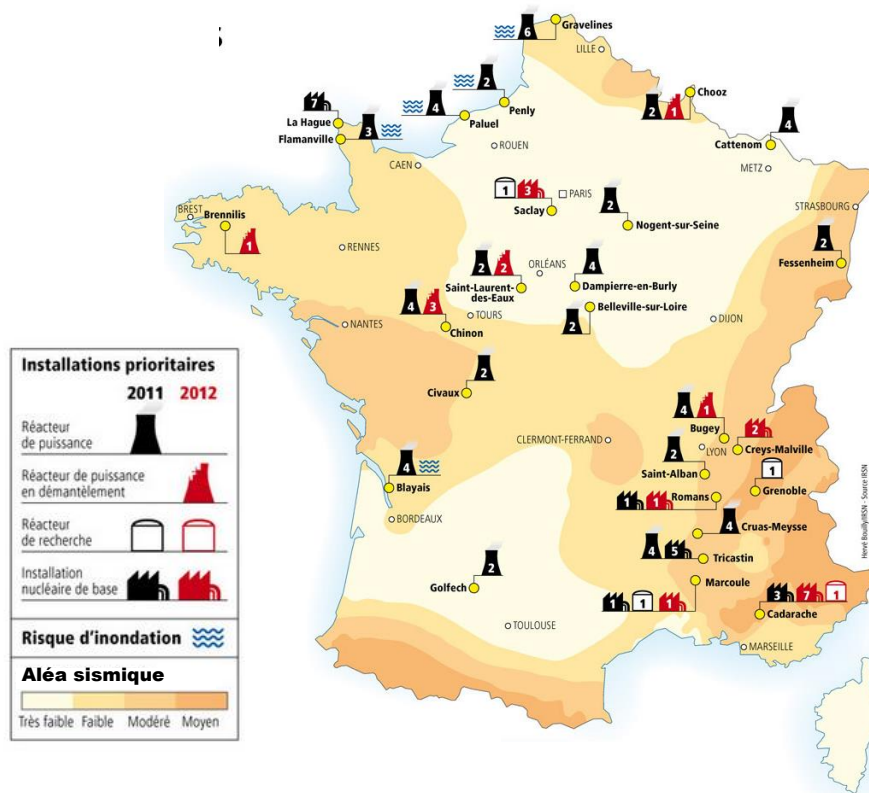 6
Gravelines
LILLE
2
Penly
4
Paluel
7
La Hague
3
Flamanville
2
1
Chooz
4
Cattenom
ROUEN
CAEN
METZ
1
3
PARIS
Saclay
2
Nogent-sur-Seine
STRASBOURG
BREST
Brennilis
1
RENNES
2
Fessenheim
2
2
ORLÉANS
Saint-Laurent-
des-Eaux
4
Dampierre-en-Burly
Belleville-sur-Loire
2
4
3
TOURS
Chinon
NANTES
DIJON
2
Civaux
4
1
Bugey
2
Creys-Malville
CLERMONT-FERRAND
LYON
2
Saint-Alban
1
Grenoble
4
Blayais
BORDEAUX
1
1
Romans
4
Cruas-Meysse
4
5
Tricastin
2
Golfech
Marcoule
1
1
1
3
7
1
Cadarache
TOULOUSE
MARSEILLE
Hervé Bouilly/IRSN - Source IRSN
Installations prioritaires
2011 2012
Réacteur
de puissance
Réacteur de puissance
en démantèlement
Réacteur
de recherche
Installation
nucléaire de base
Risque d'inondation
Aléa sismique
Très faible Faible Modéré Moyen